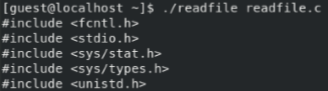 [guest@localhost ~]$ ./readfile readfile.c
#include <fcntl.h>
#include <stdio.h>
#include <sys/stat.h>
#include <sys/types.h>
#include <unistd.h>